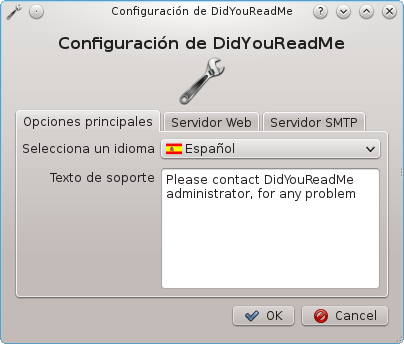 Configuración de DidYouReadMe
Configuración de DidYouReadMe
Opciones principales Servidor Web Servidor SMTP
Selecciona un idioma Español
Texto de soporte Please contact DidYouReadMe
administrator, for any problem
OK Cancel